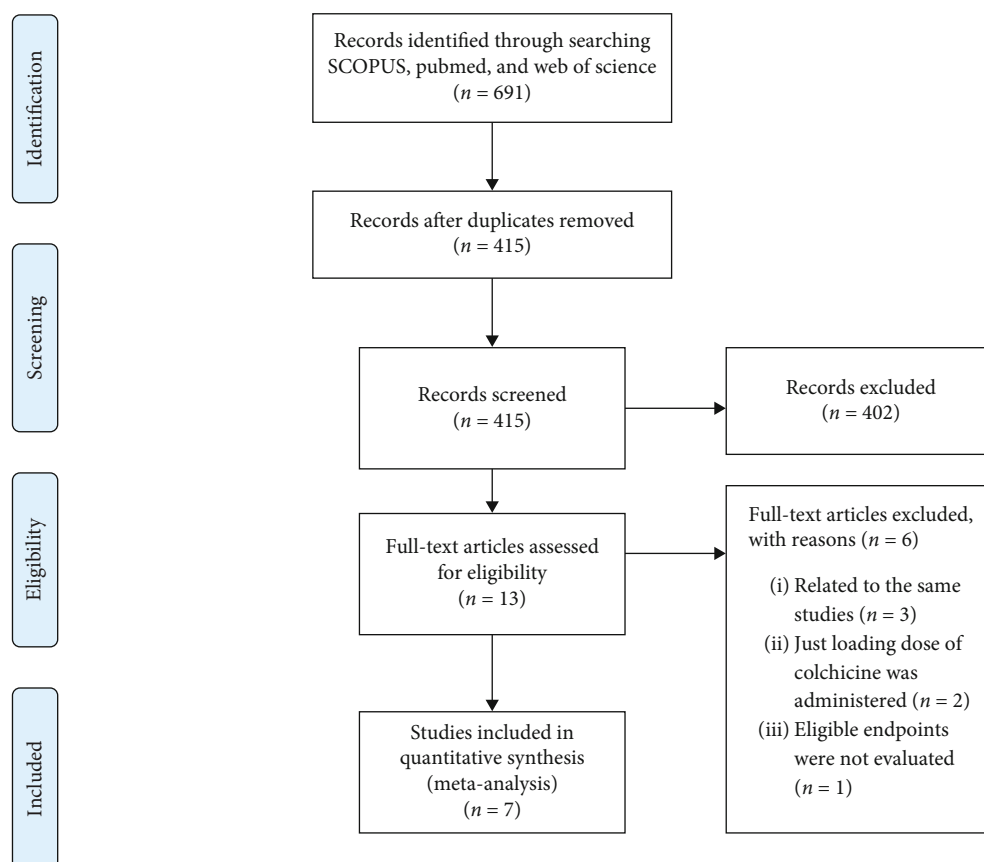 Identification
Records identified through searching
SCOPUS, pubmed, and web of science
(n = 691)
Records after duplicates removed
(n = 415)
Screening
Records screened
(n = 415)
Records excluded
(n = 402)
Eligibility
Full-text articles assessed
for eligibility
(n = 13)
Full-text articles excluded,
with reasons (n = 6)
(i) Related to the same
studies (n = 3)
(ii) Just loading dose of
colchicine was
administered (n = 2)
(iii) Eligible endpoints
were not evaluated
(n = 1)
Included
Studies included in
quantitative synthesis
(meta-analysis)
(n = 7)